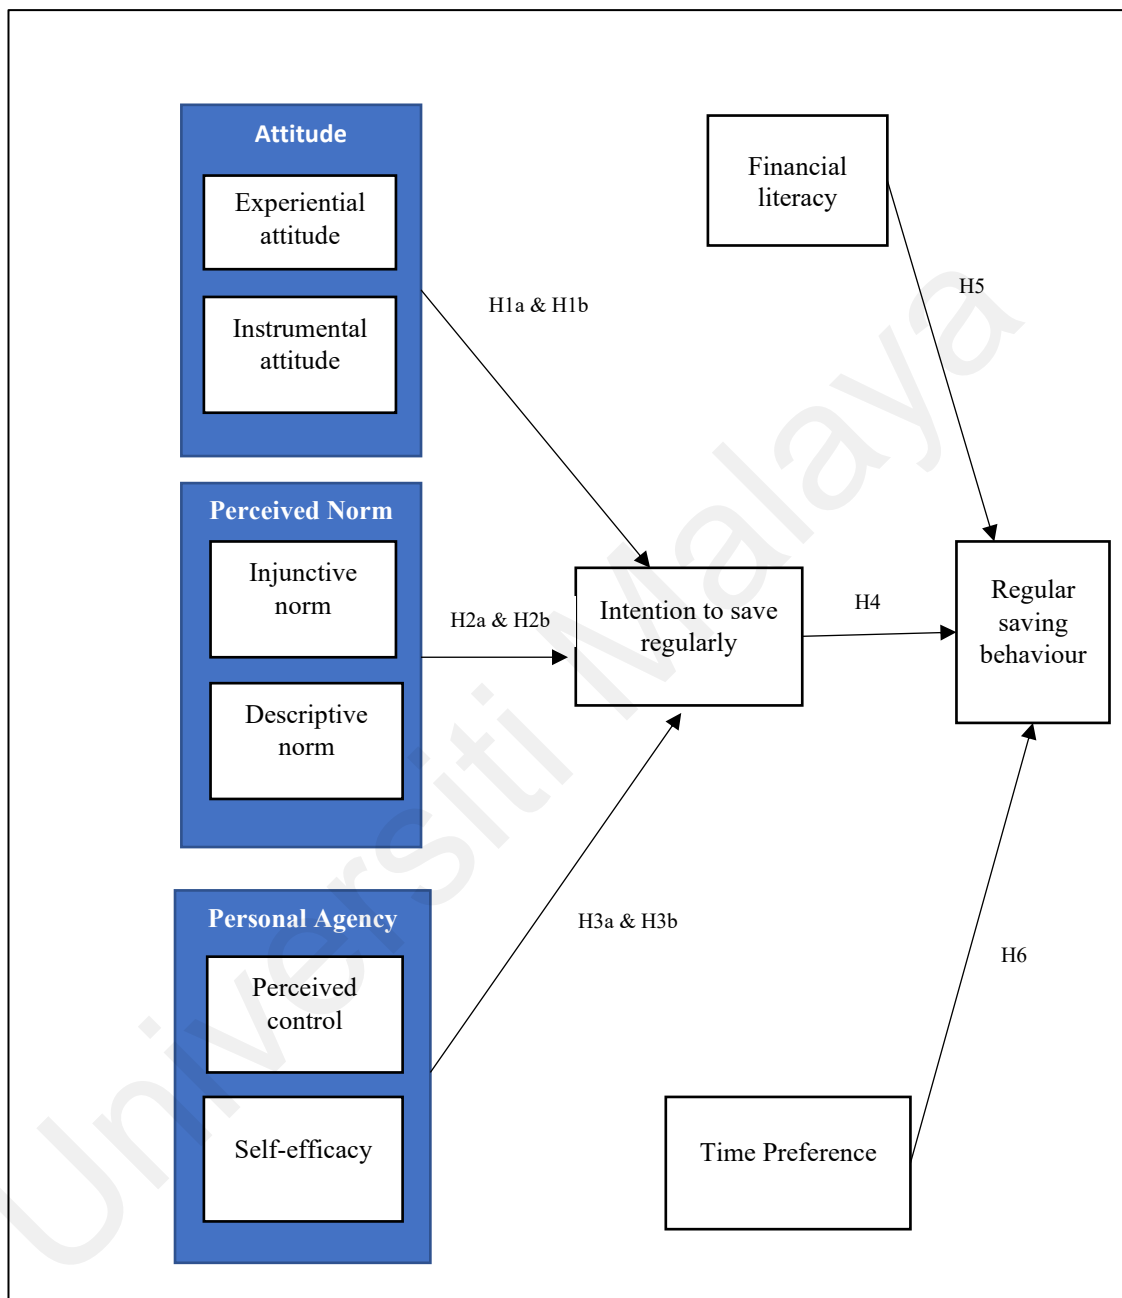 Attitude
Experiential
attitude
Instrumental
attitude
H1a & H1b
Financial
literacy
H5
Perceived Norm
Injunctive
norm
Descriptive
norm
H2a & H2b
Intention to save
regularly
H4
Regular
saving
behaviour
Personal Agency
Perceived
control
Self-efficacy
H3a & H3b
H6
Time Preference
Universiti Malaya